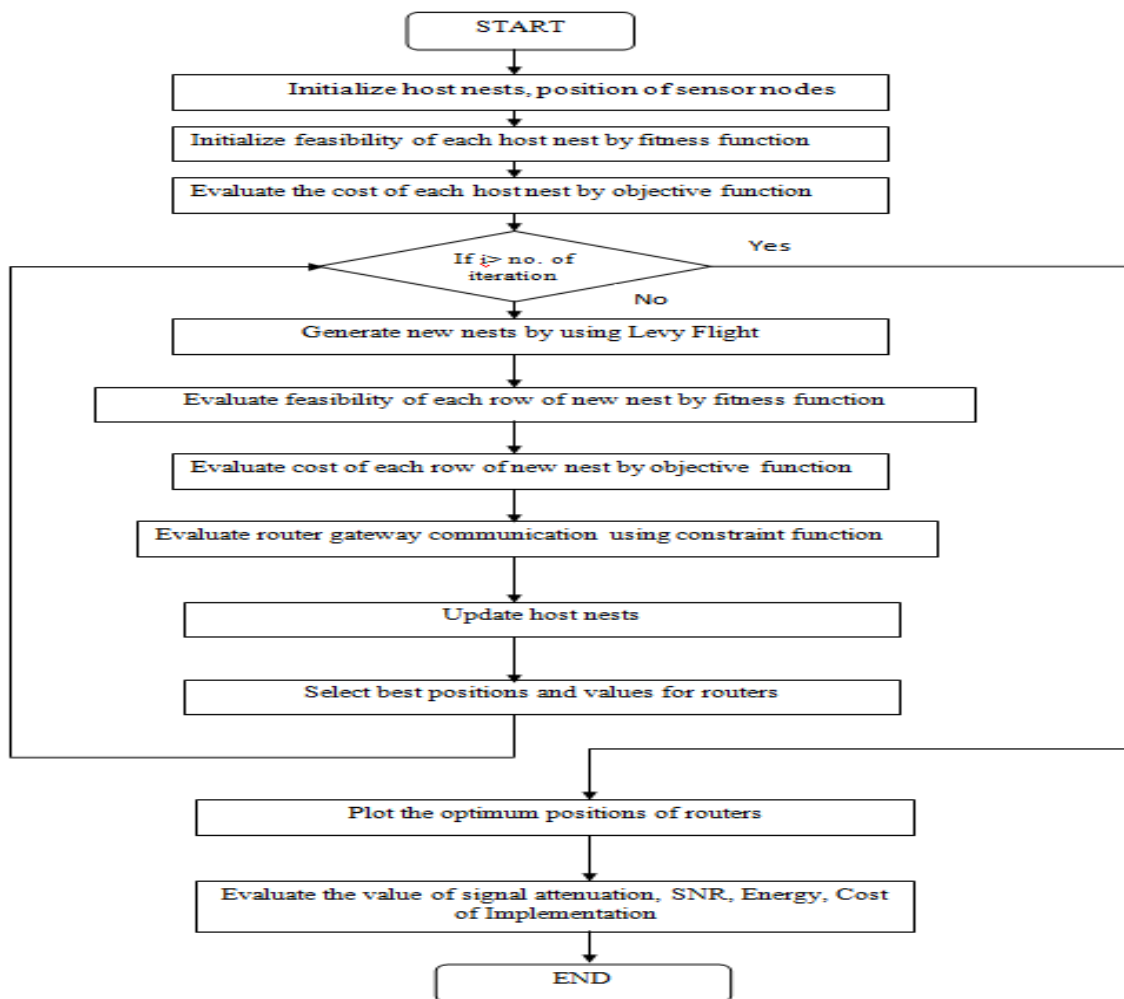 START
Initialize host nests, position of sensor nodes
Initialize feasibility of each host nest by fitness function
Evaluate the cost of each host nest by objective function
Yes
If i> no. of
iteration
No
Generate new nests by using Levy Flight
Evaluate feasibility of each row of new nest by fitness function
Evaluate cost of each row of new nest by objective function
Evaluate router gateway communication using constraint function
Update host nests
Select best positions and values for routers
Plot the optimum positions of routers
Evaluate the value of signal attenuation, SNR, Energy, Cost
of Implementation
END